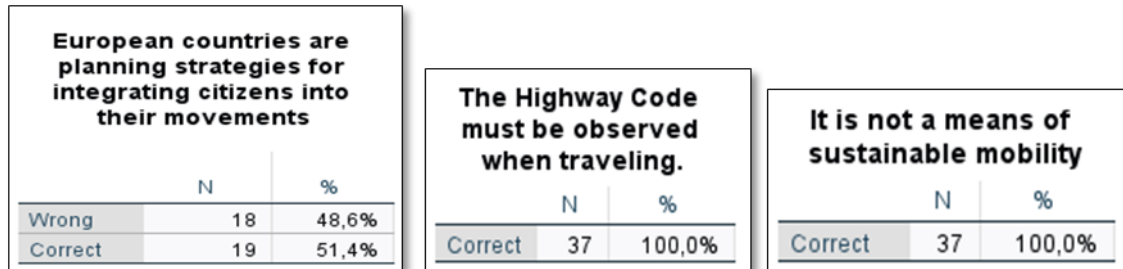 European countries are
planning strategies for
integrating citizens into
their movements
N %
Wrong 18 48,6%
Correct 19 51,4%
The Highway Code
must be observed
when traveling.
N %
Correct 37 100,0%
It is not a means of
sustainable mobility
N %
Correct 37 100,0%